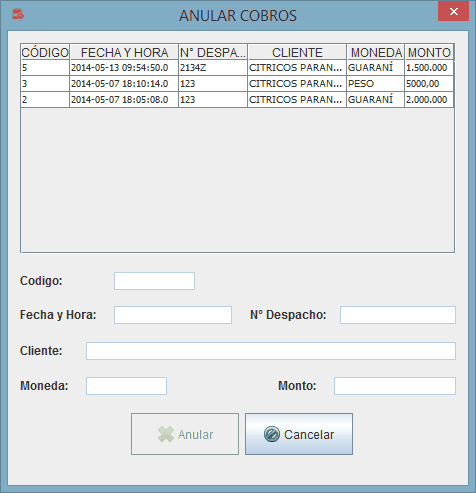 ANULAR COBROS
CÓDIGO FECHA Y HORA N° DESPA... CLIENTE MONEDA MONTO
5 2014-05-13 09:54:50.0 2134Z CITRICOS PARAN... GUARANÍ 1.500.000
3 2014-05-07 18:10:14.0 123 CITRICOS PARAN... PESO 5000,00
2 2014-05-07 18:05:08.0 123 CITRICOS PARAN... GUARANÍ 2.000.000
Codigo:
Fecha y Hora: N° Despacho:
Cliente:
Moneda: Monto:
Anular Cancelar